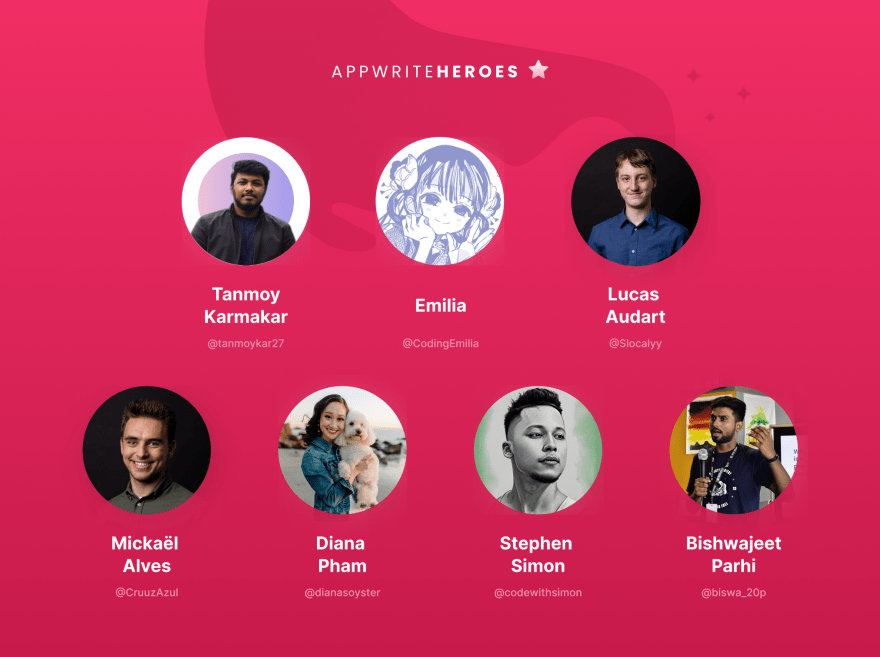 APPWRITEHEROES
Tanmoy
Karmakar
@tanmoykar27
Emilia
@CodingEmilia
Lucas
Audart
@Slocalyy
Mickaël
Alves
@CruuzAzul
Diana
Pham
@dianasoyster
Stephen
Simon
@codewithsimon
Bishwajeet
Parhi
@biswa_20p